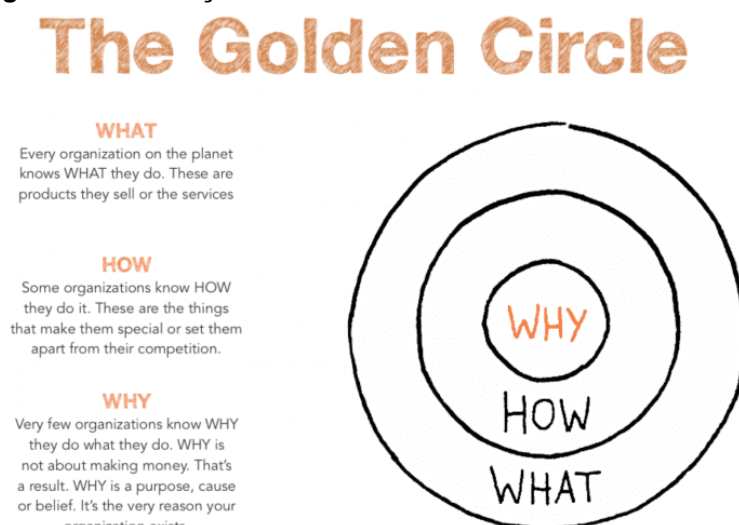 The Golden Circle
WHAT
Every organization on the planet
knows WHAT they do. These are
products they sell or the services
HOW
Some organizations know HOW
they do it. These are the things
that make them special or set them
apart from their competition.
WHY
Very few organizations know WHY
they do what they do. WHY is
not about making money. That's
a result. WHY is a purpose, cause
or belief. It's the very reason your
organization exists
WHY
HOW
WHAT